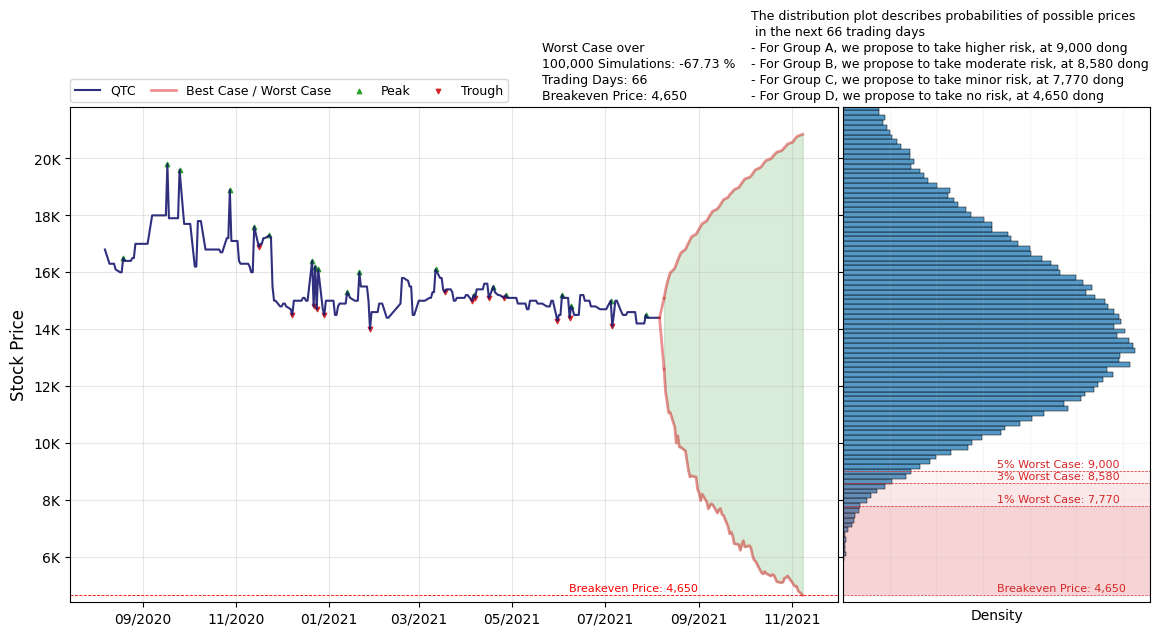 The distribution plot describes probabilities of possible prices
in the next 66 trading days
- For Group A, we propose to take higher risk, at 9,000 dong
- For Group B, we propose to take moderate risk, at 8,580 dong
- For Group C, we propose to take minor risk, at 7,770 dong
- For Group D, we propose to take no risk, at 4,650 dong
Worst Case over
100,000 Simulations: -67.73 %
Trading Days: 66
Breakeven Price: 4,650
QTC
Best Case / Worst Case
Peak
Trough
Stock Price
20K
18K
16K
14K
12K
10K
8K
6K
Breakeven Price: 4,650
09/2020
11/2020
01/2021
03/2021
05/2021
07/2021
09/2021
11/2021
5% Worst Case: 9,000
3% Worst Case: 8,580
1% Worst Case: 7,770
Breakeven Price: 4,650
Density